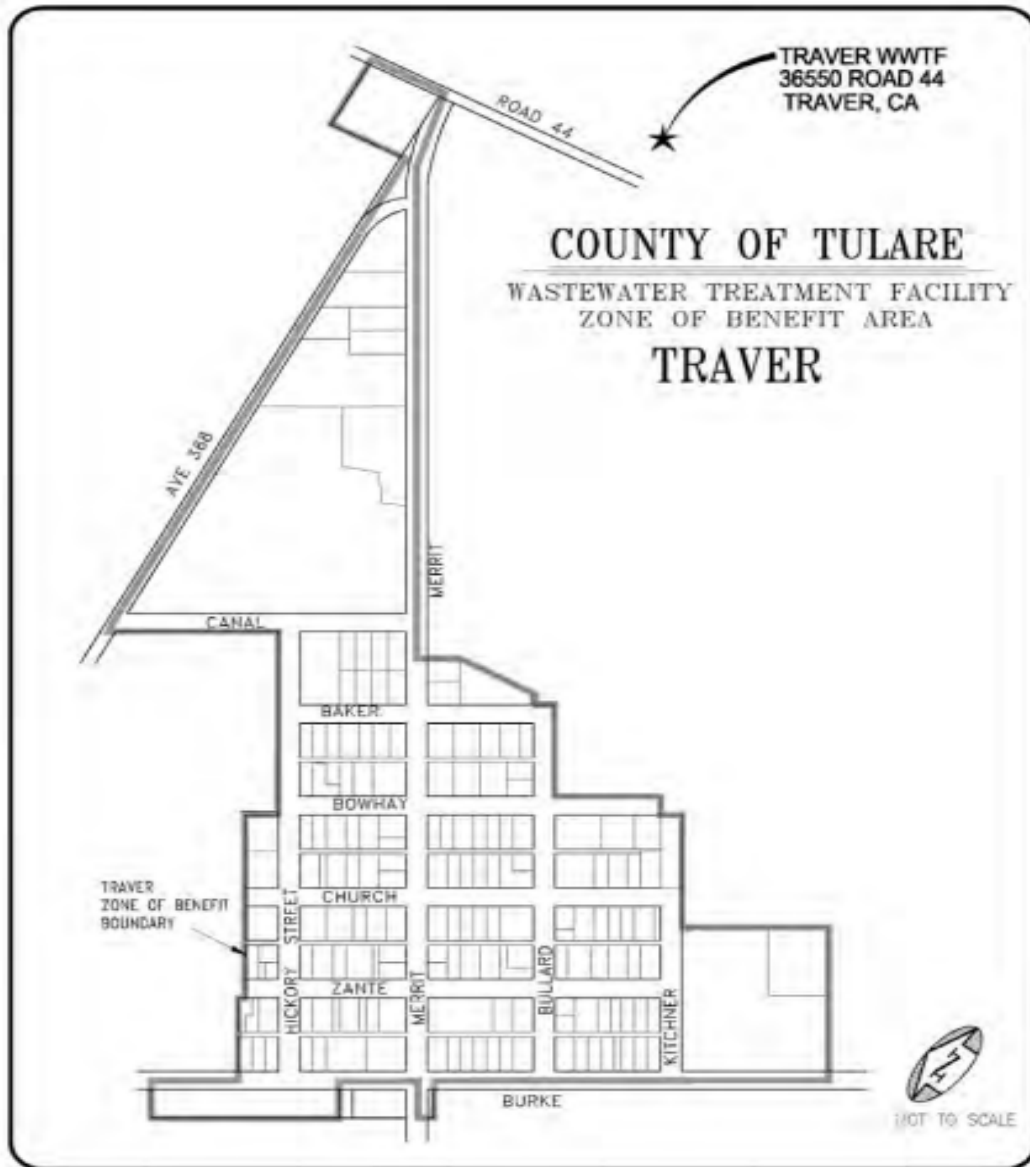 TRAVER WWTF
36550 ROAD 44
TRAVER, CA
ROAD 44
COUNTY OF TULARE
WASTEWATER TREATMENT FACILITY
ZONE OF BENEFIT AREA
TRAVER
AVE 388
MERRIT
CANAL
BAKER
BOWHAY
TRAVER
ZONE OF BENEFIT
BOUNDARY
CHURCH
HICKORY STREET
ZANTE
MERRIT
BULLARD
KITCHNER
BURKE
N
NOT TO SCALE